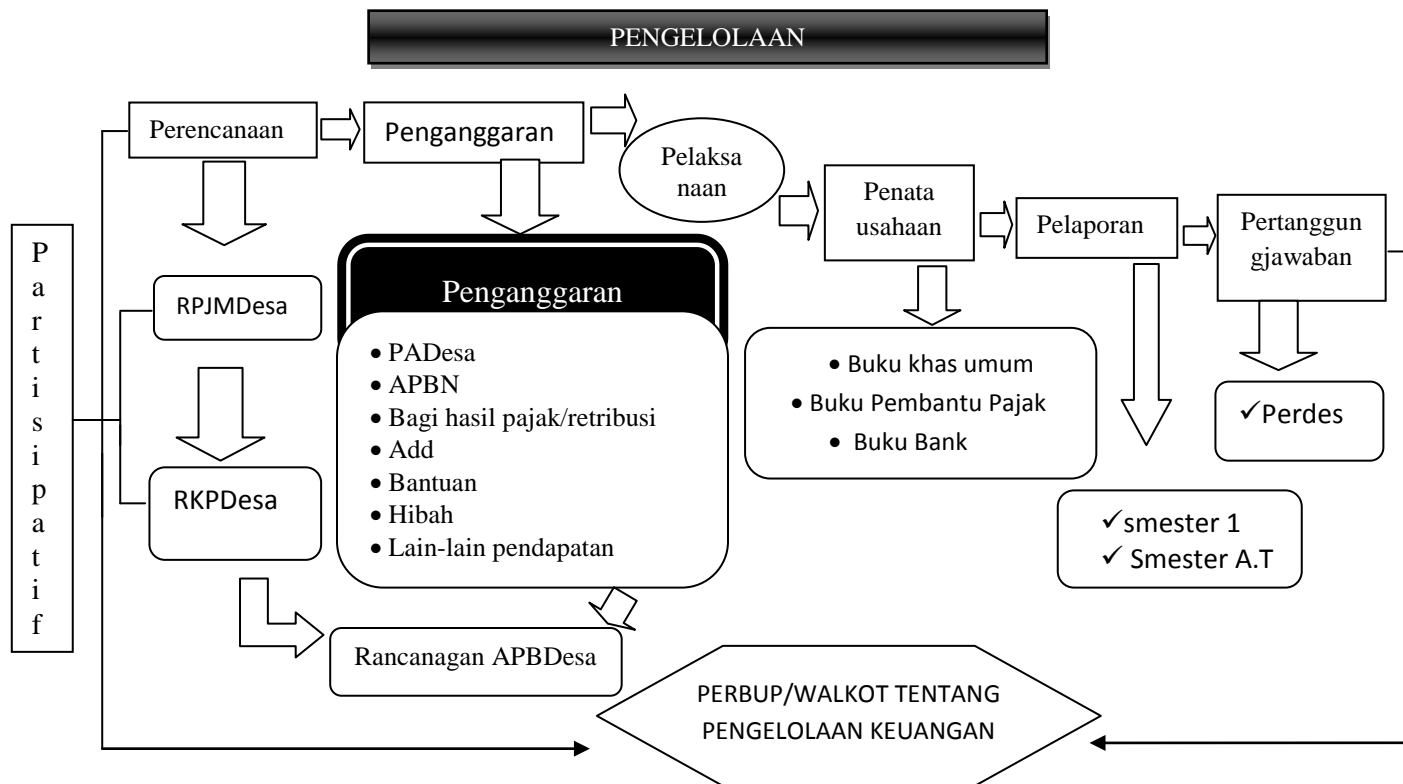 PENGELOLAAN
Perencanaan
Penganggaran
Pelaksa
naan
Penata
usahaan
Pelaporan
Pertanggun
gjawaban
Partisipatif
RPJMDesa
RKPDesa
Penganggaran
• PADesa
• APBN
• Bagi hasil pajak/retribusi
• Add
• Bantuan
• Hibah
• Lain-lain pendapatan
• Buku khas umum
• Buku Pembantu Pajak
• Buku Bank
✓smester 1
✓ Smester A.T
✓Perdes
Rancanagan APBDesa
PERBUP/WALKOT TENTANG
PENGELOLAAN KEUANGAN